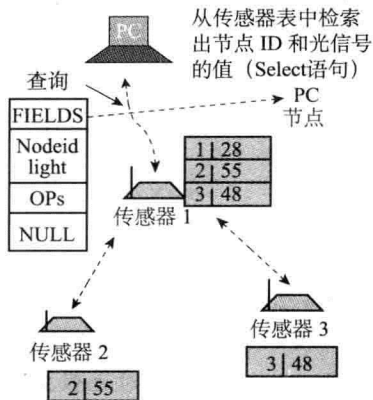 PC
从传感器表中检索
出节点 ID 和光信号
的值（Select语句）
PC
节点
查询
FIELDS
Nodeid
light
OPs
NULL
1 28
2 55
3 48
传感器 1
传感器 2
2 55
传感器 3
3 48